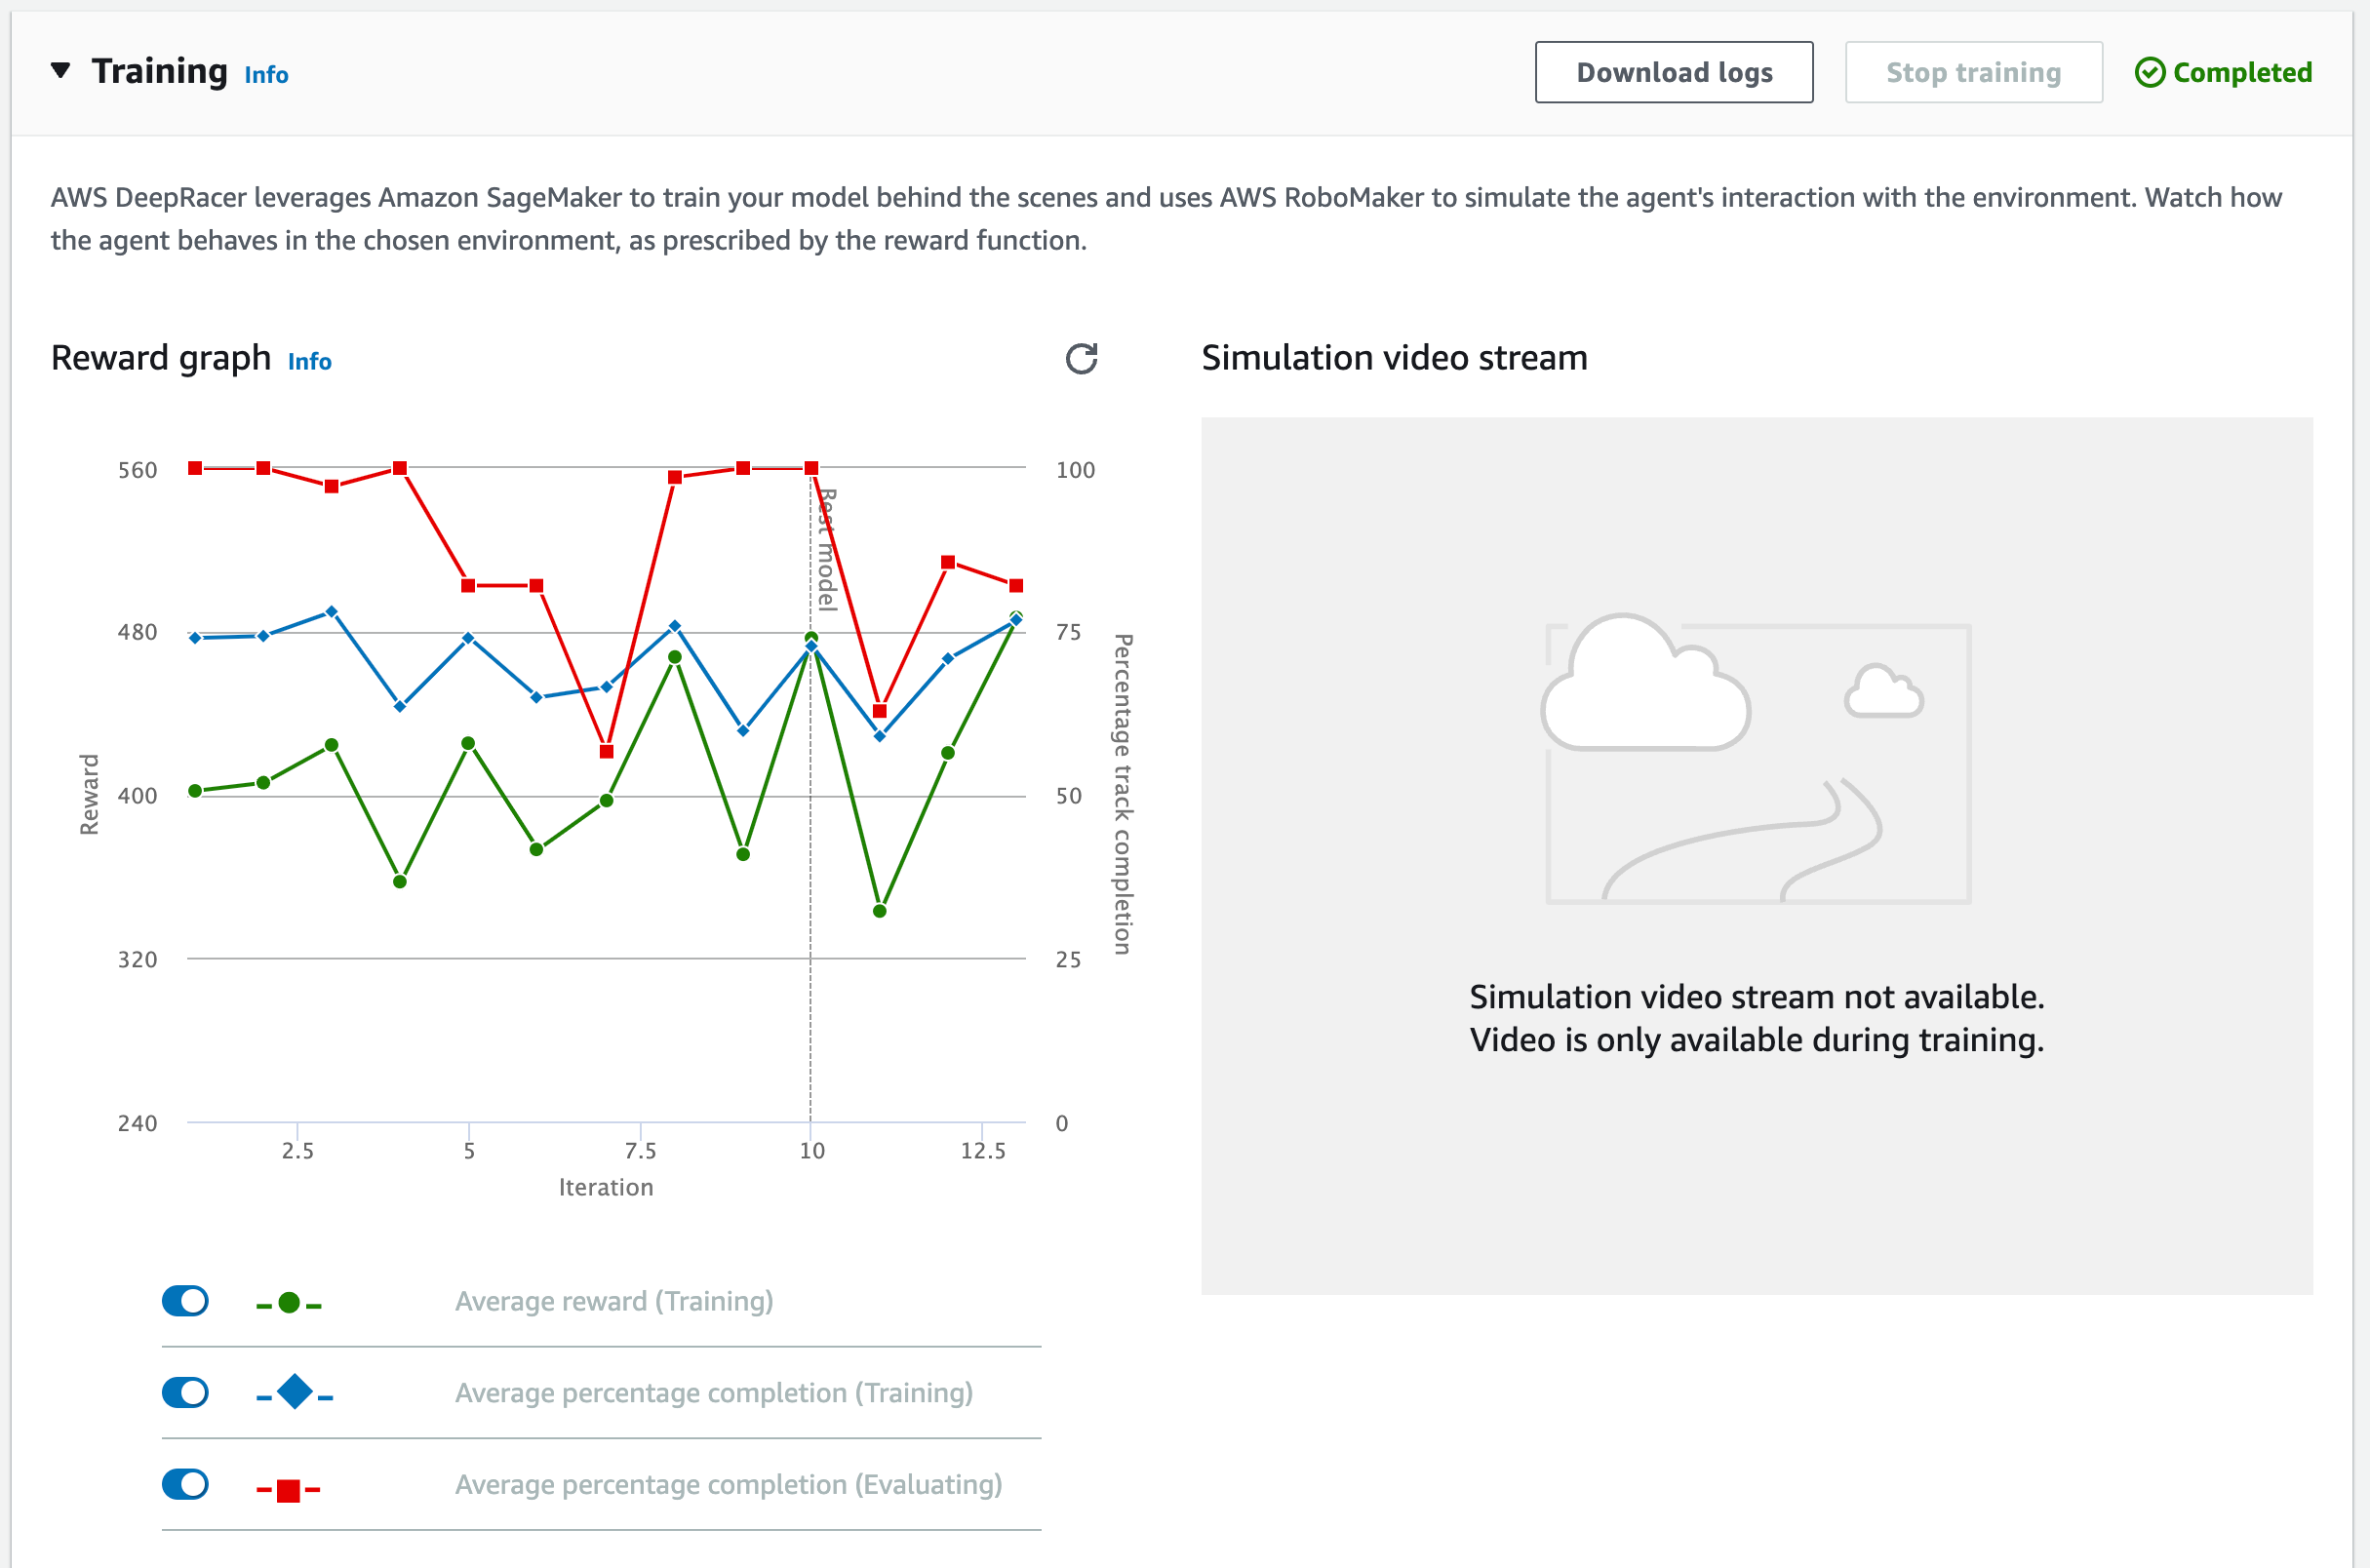 Training Info
Download logs
Stop training
Completed
AWS DeepRacer leverages Amazon SageMaker to train your model behind the scenes and uses AWS RoboMaker to simulate the agent's interaction with the environment. Watch how
the agent behaves in the chosen environment, as prescribed by the reward function.
Reward graph Info
560
480
400
320
240
Reward
100
75
50
25
0
Percentage track completion
Best model
2.5
5
7.5
10
12.5
Iteration
Average reward (Training)
Average percentage completion (Training)
Average percentage completion (Evaluating)
Simulation video stream
Simulation video stream not available.
Video is only available during training.